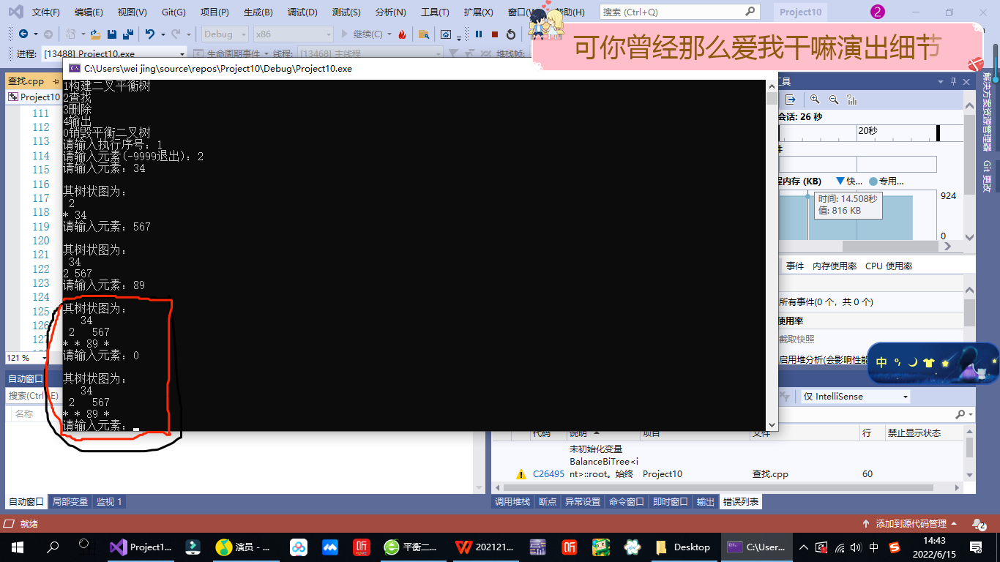 文件(F) 编辑(E) 视图(V) Git(G) 项目(P) 生成(B) 调试(D) 测试(S) 分析(N) 工具(T) 扩展(X) 窗口 帮助(H) 搜索 (Ctrl+Q) Project10 2
Debug x86 继续(C)
可你曾经那么爱我干嘛演出细节
进程: [13488] Project10.exe 生命周期事件 线程: [13468] 主线程 堆栈帧:
C:\Users\wei jing\source\repos\Project10\Debug\Project10.exe
查找.cpp
Project10
111
112
113
114
115
116
117
118
119
120
121
122
123
124
125
126
127
121 %
1构建二叉平衡树
2查找
3删除
4输出
0销毁平衡二叉树
请输入执行序号: 1
请输入元素(-9999退出): 2
请输入元素: 34
其树状图为:
2
* 34
请输入元素: 567
其树状图为:
34
2 567
请输入元素: 89
其树状图为:
34
2 567
* * 89 *
请输入元素: 0
其树状图为:
34
2 567
* * 89 *
请输入元素:
工具
会话: 26 秒
20秒
件
程内存 (KB) 快... 专用...
924
时间: 14.508秒
值: 816 KB
0
事件 内存使用率 CPU 使用率
所有事件(0 个，共 0 个)
使用率
截取快照
启用堆分析(会影响性能
中
解决方案资源管理器
Git 更改
自动窗口
搜索(Ctrl+E)
名称
仅 IntelliSense
代码 说明 项目 文件 行 禁止显示状态
C26495 未初始化变量 BalanceBiTree<int>::root。始终 Project10 查找.cpp 60
自动窗口 局部变量 监视 1
调用堆栈 断点 异常设置 命令窗口 即时窗口 输出 错误列表
就绪
添加到源代码管理 2
Project1... 演员 - ... 平衡二... 202121... Desktop C:\User...
中
14:43
2022/6/15